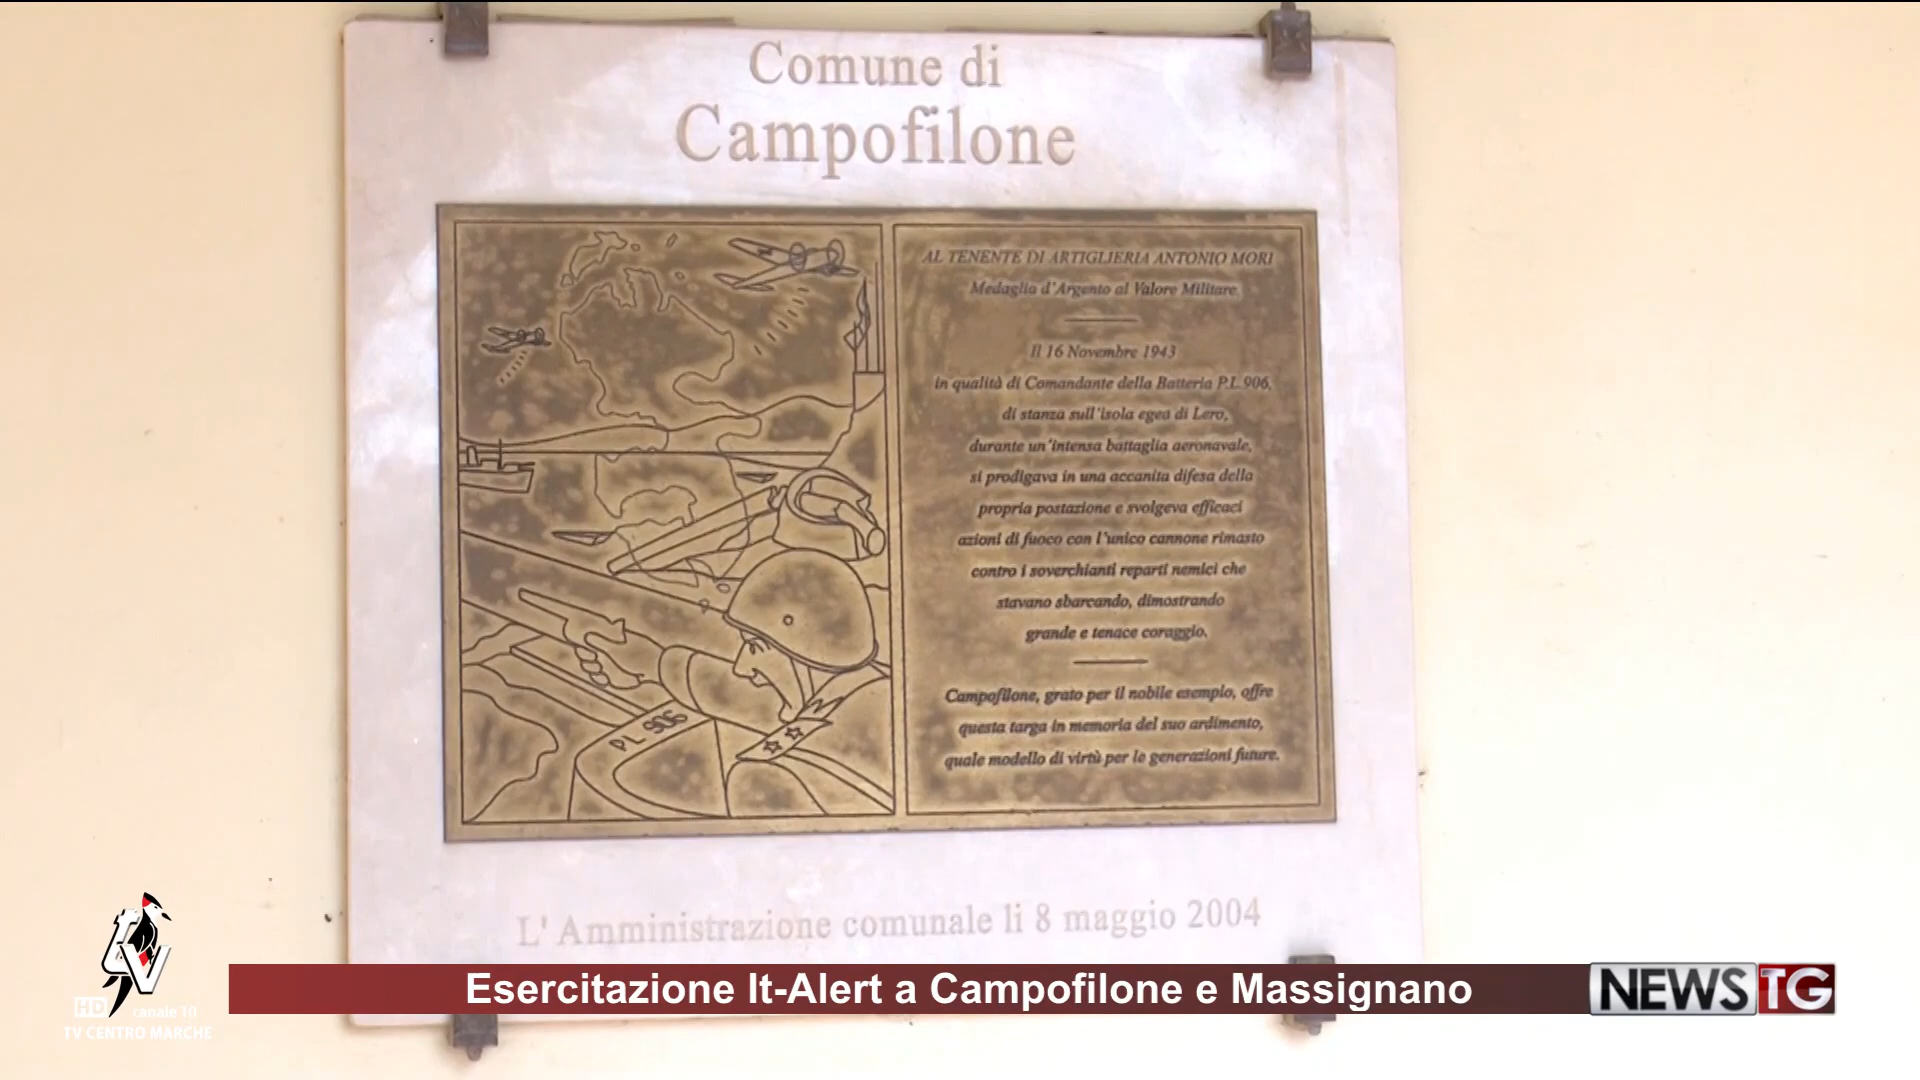 Comune di
Campofilone
AL TENENTE DI ARTIGLIERIA ANTONIO MORI
Medaglia d'Argento al Valore Militare
Il 16 Novembre 1943
in qualità di Comandante della Batteria P.L.906,
di stanza sull'isola egea di Lero,
durante un'intensa battaglia aeronavale,
si prodigava in una accanita difesa della
propria postazione e svolgeva efficaci
azioni di fuoco con l'unico cannone rimasto
contro i soverchianti reparti nemici che
stavano sbarcando, dimostrando
grande e tenace coraggio.
Campofilone, grato per il nobile esempio, offre
questa targa in memoria del suo ardimento,
quale modello di virtù per le generazioni future.
PL 906
L' Amministrazione comunale li 8 maggio 2004
Esercitazione It-Alert a Campofilone e Massignano
NEWS TG
tv
HD canale 10
TV CENTRO MARCHE